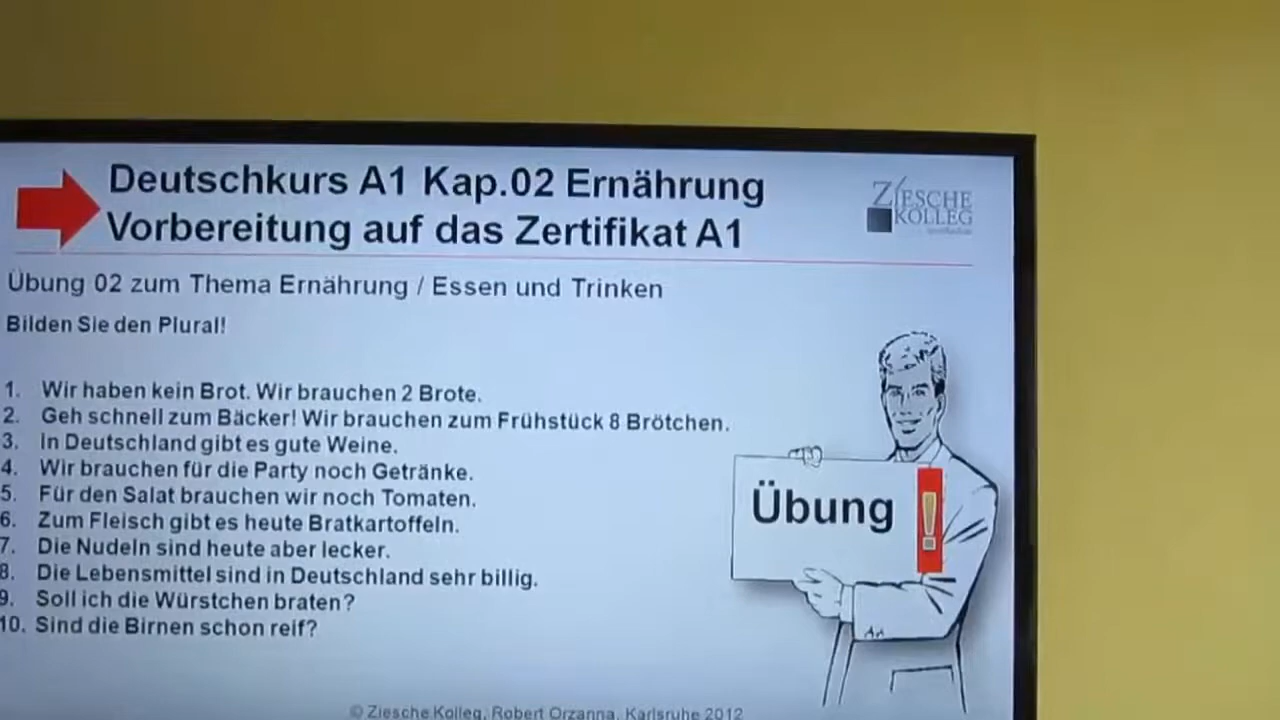 Deutschkurs A1 Kap.02 Ernährung
Vorbereitung auf das Zertifikat A1
ZIESCHE
KOLLEG
Übung 02 zum Thema Ernährung / Essen und Trinken
Bilden Sie den Plural!
1. Wir haben kein Brot. Wir brauchen 2 Brote.
2. Geh schnell zum Bäcker! Wir brauchen zum Frühstück 8 Brötchen.
3. In Deutschland gibt es gute Weine.
4. Wir brauchen für die Party noch Getränke.
5. Für den Salat brauchen wir noch Tomaten.
6. Zum Fleisch gibt es heute Bratkartoffeln.
7. Die Nudeln sind heute aber lecker.
8. Die Lebensmittel sind in Deutschland sehr billig.
9. Soll ich die Würstchen braten?
10. Sind die Birnen schon reif?
Übung !
© Ziesche Kolleg, Robert Orzanna, Karlsruhe 2012